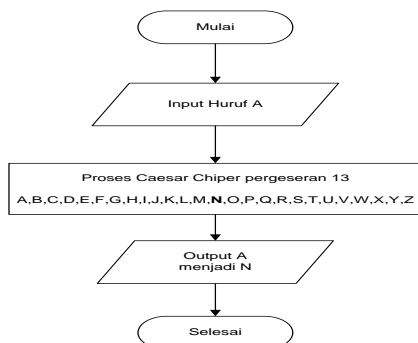 Mulai
Input Huruf A
Proses Caesar Chiper pergeseran 13
A,B,C,D,E,F,G,H,I,J,K,L,M,N,O,P,Q,R,S,T,U,V,W,X,Y,Z
Output A
menjadi N
Selesai